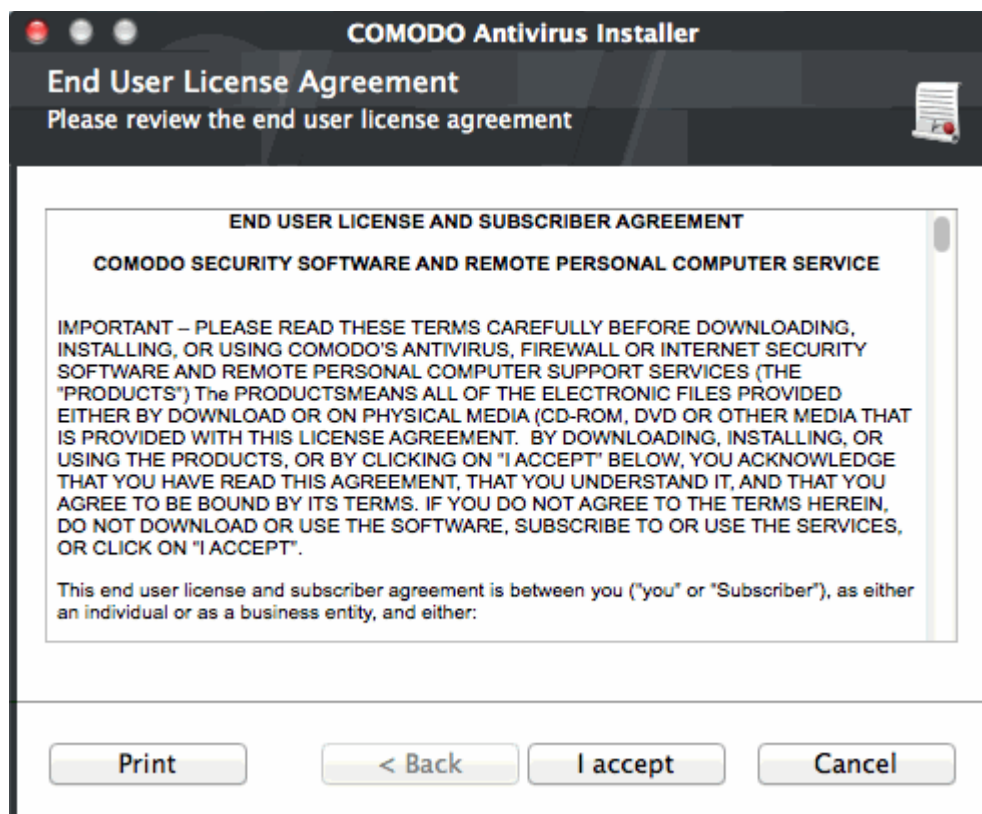 COMODO Antivirus Installer
End User License Agreement
Please review the end user license agreement
END USER LICENSE AND SUBSCRIBER AGREEMENT
COMODO SECURITY SOFTWARE AND REMOTE PERSONAL COMPUTER SERVICE
IMPORTANT – PLEASE READ THESE TERMS CAREFULLY BEFORE DOWNLOADING,
INSTALLING, OR USING COMODO'S ANTIVIRUS, FIREWALL OR INTERNET SECURITY
SOFTWARE AND REMOTE PERSONAL COMPUTER SUPPORT SERVICES (THE
"PRODUCTS") The PRODUCTSMEANS ALL OF THE ELECTRONIC FILES PROVIDED
EITHER BY DOWNLOAD OR ON PHYSICAL MEDIA (CD-ROM, DVD OR OTHER MEDIA THAT
IS PROVIDED WITH THIS LICENSE AGREEMENT.  BY DOWNLOADING, INSTALLING, OR
USING THE PRODUCTS, OR BY CLICKING ON "I ACCEPT" BELOW, YOU ACKNOWLEDGE
THAT YOU HAVE READ THIS AGREEMENT, THAT YOU UNDERSTAND IT, AND THAT YOU
AGREE TO BE BOUND BY ITS TERMS. IF YOU DO NOT AGREE TO THE TERMS HEREIN,
DO NOT DOWNLOAD OR USE THE SOFTWARE, SUBSCRIBE TO OR USE THE SERVICES,
OR CLICK ON "I ACCEPT".
This end user license and subscriber agreement is between you ("you" or "Subscriber"), as either
an individual or as a business entity, and either:
Print
< Back
I accept
Cancel